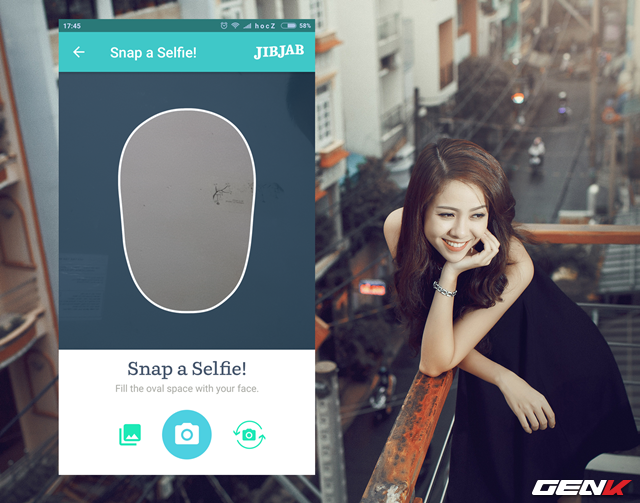 17:45
hocZ
58%
Snap a Selfie!
JIBJAB
Snap a Selfie!
Fill the oval space with your face.
GENK